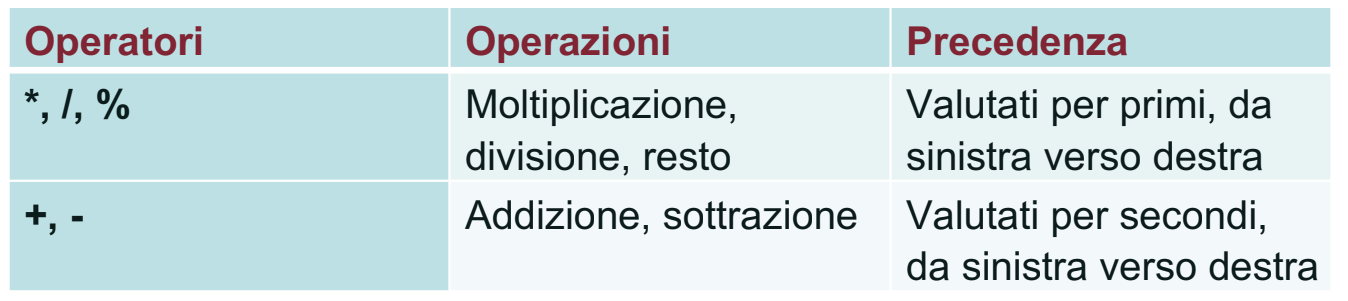 Operatori Operazioni Precedenza
*, /, % Moltiplicazione, Valutati per primi, da
divisione, resto sinistra verso destra
+, - Addizione, sottrazione Valutati per secondi,
da sinistra verso destra